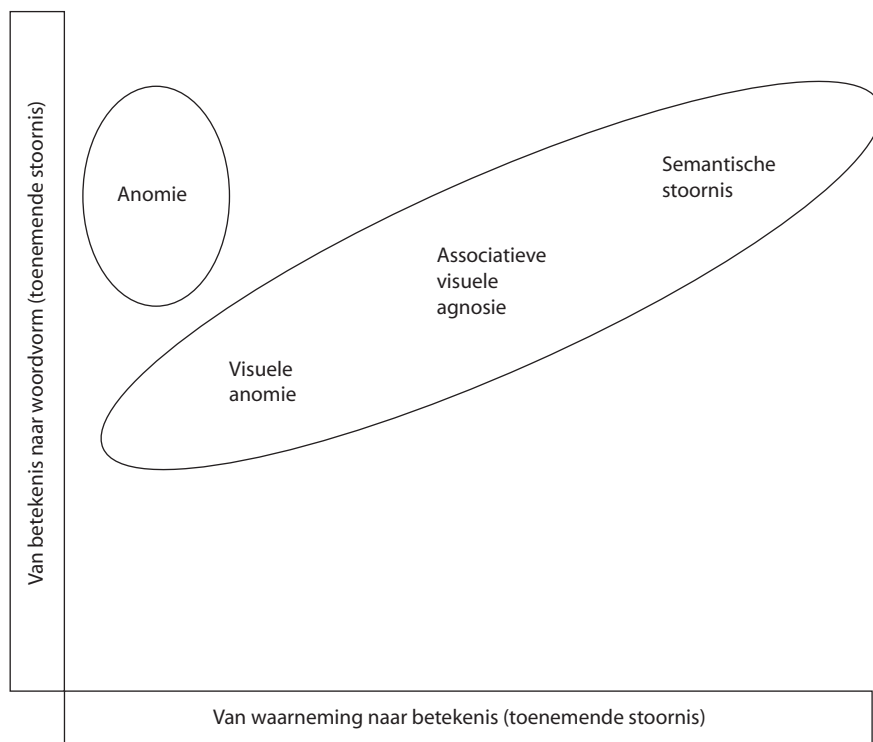 Van betekenis naar woordvorm (toenemende stoornis)
Anomie
Semantische
stoornis
Associatieve
visuele
agnosie
Visuele
anomie
Van waarneming naar betekenis (toenemende stoornis)